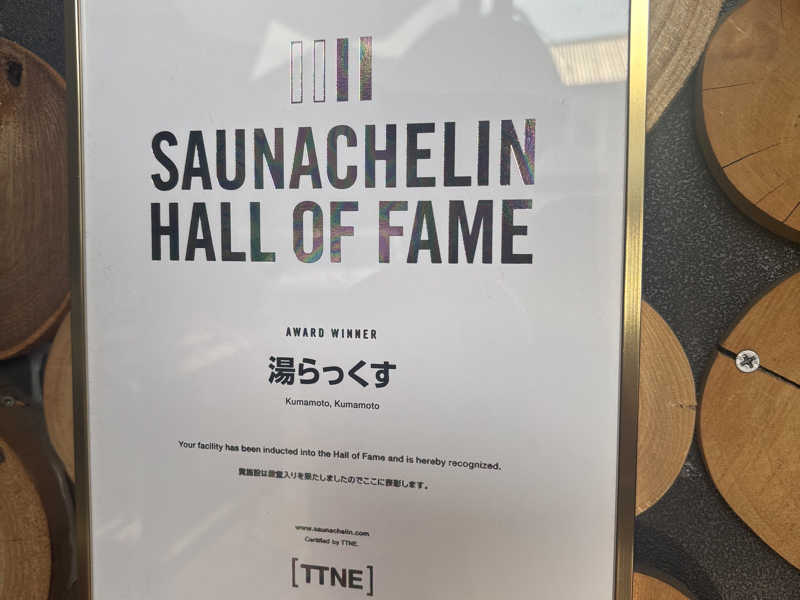 SAUNACHELIN
HALL OF FAME
AWARD WINNER
湯らっくす
Kumamoto, Kumamoto
Your facility has been inducted into the Hall of Fame and is hereby recognized.
貴施設は殿堂入りを果たしましたのでここに表彰します。
www.saunachelin.com
Certified by TTNE.
[TTNE]